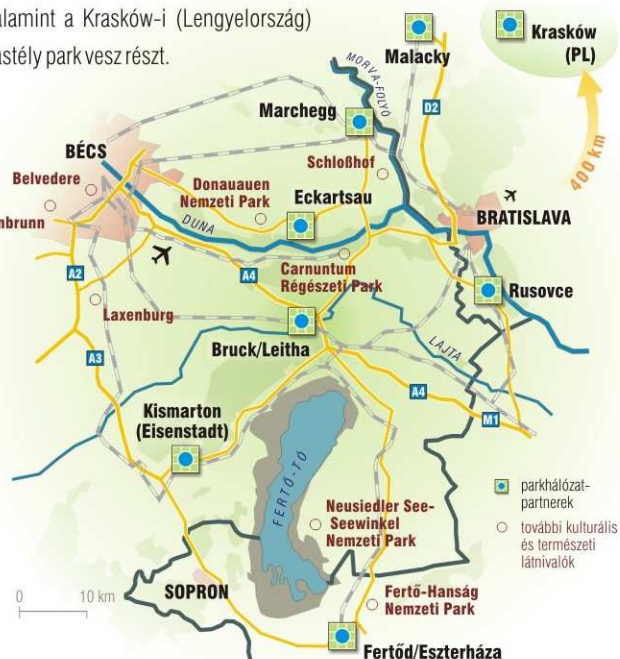 alamint a Krasków-i (Lengyelország)
astély park vesz részt.
Krasków
(PL)
400 km
Malacky
MORVA-FOLYÓ
D2
Marchegg
Schloßhof
BÉCS
Belvedere
nbrunn
Donauauen
Nemzeti Park
Eckartsau
DUNA
BRATISLAVA
A2
A4
Carnuntum
Régészeti Park
Rusovce
Laxenburg
Bruck/Leitha
LAJTA
A3
A4
M1
Kismarton
(Eisenstadt)
FERTŐ-TÓ
Neusiedler See-
Seewinkel
Nemzeti Park
parkhálózat-
partnerek
további kulturális
és természeti
látnivalók
SOPRON
0 10 km
Fertő-Hanság
Nemzeti Park
Fertőd/Eszterháza